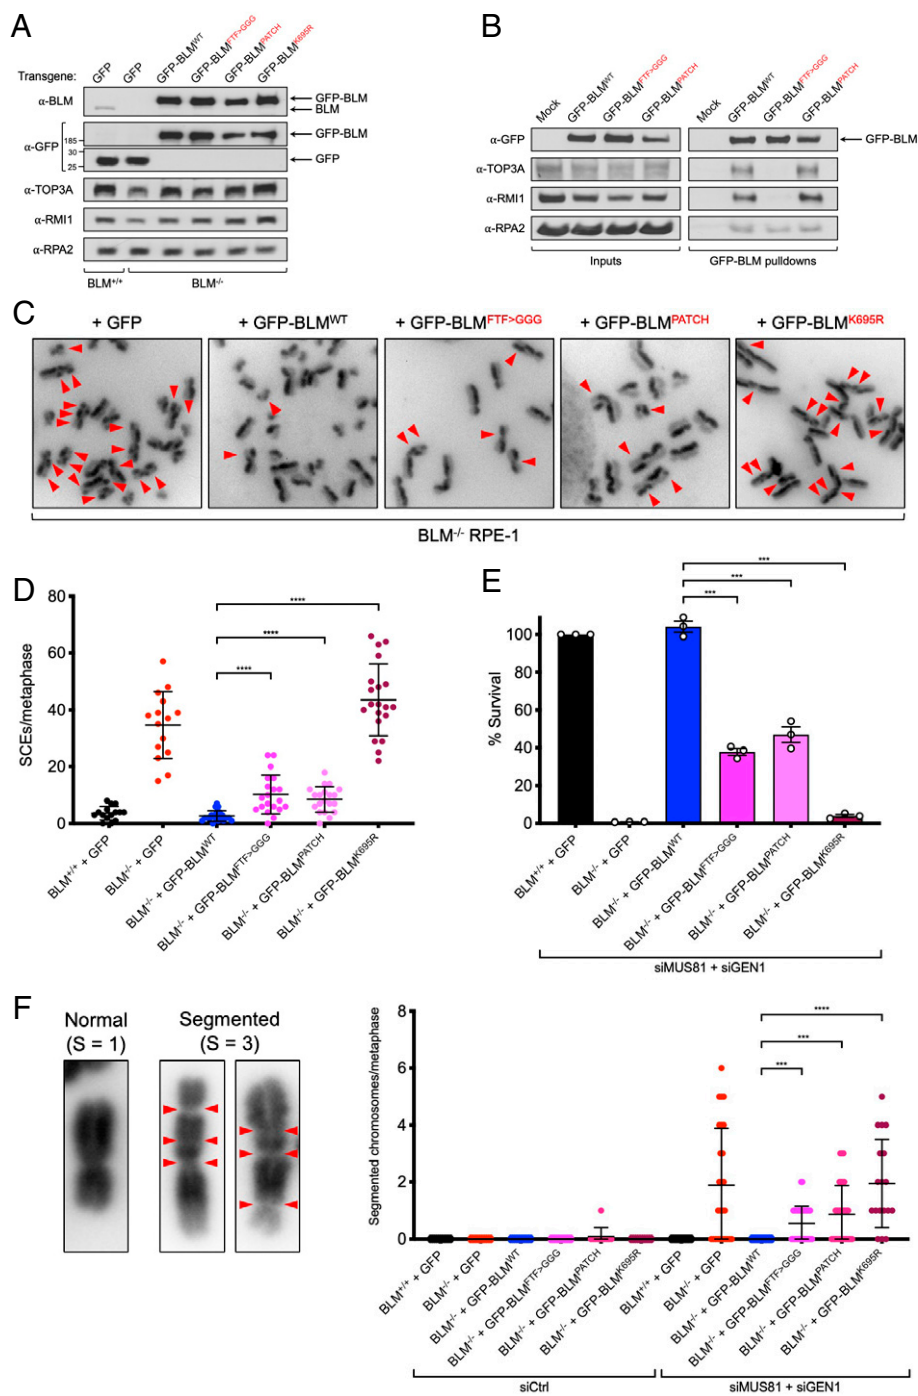 A
Transgene:
GFP
GFP
GFP-BLMWT
GFP-BLMFTF>GGG
GFP-BLMPATCH
GFP-BLMK695R
α-BLM
GFP-BLM
BLM
α-GFP
185
GFP-BLM
30
25
GFP
α-TOP3A
α-RMI1
α-RPA2
BLM+/+
BLM-/-
B
Mock
GFP-BLMWT
GFP-BLMFTF>GGG
GFP-BLMPATCH
Mock
GFP-BLMWT
GFP-BLMFTF>GGG
GFP-BLMPATCH
α-GFP
GFP-BLM
α-TOP3A
α-RMI1
α-RPA2
Inputs
GFP-BLM pulldowns
C
+ GFP
+ GFP-BLMWT
+ GFP-BLMFTF>GGG
+ GFP-BLMPATCH
+ GFP-BLMK695R
BLM-/- RPE-1
D
SCEs/metaphase
80
60
40
20
0
****
****
****
BLM+/+ + GFP
BLM-/- + GFP
BLM-/- + GFP-BLMWT
BLM-/- + GFP-BLMFTF>GGG
BLM-/- + GFP-BLMPATCH
BLM-/- + GFP-BLMK695R
E
% Survival
100
80
60
40
20
0
***
***
***
BLM+/+ + GFP
BLM-/- + GFP
BLM-/- + GFP-BLMWT
BLM-/- + GFP-BLMFTF>GGG
BLM-/- + GFP-BLMPATCH
BLM-/- + GFP-BLMK695R
siMUS81 + siGEN1
F
Normal
(S = 1)
Segmented
(S = 3)
Segmented chromosomes/metaphase
8
6
4
2
0
****
***
***
BLM+/+ + GFP
BLM-/- + GFP
BLM-/- + GFP-BLMWT
BLM-/- + GFP-BLMFTF>GGG
BLM-/- + GFP-BLMPATCH
BLM-/- + GFP-BLMK695R
BLM+/+ + GFP
BLM-/- + GFP
BLM-/- + GFP-BLMWT
BLM-/- + GFP-BLMFTF>GGG
BLM-/- + GFP-BLMPATCH
BLM-/- + GFP-BLMK695R
siCtrl
siMUS81 + siGEN1